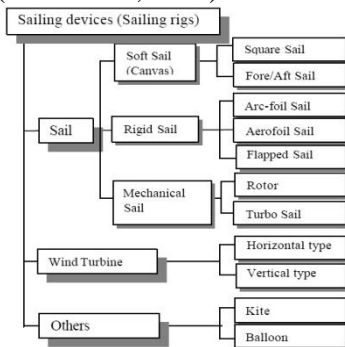 Sailing devices (Sailing rigs)
Soft Sail
(Canvas)
Square Sail
Fore/Aft Sail
Sail
Rigid Sail
Arc-foil Sail
Aerofoil Sail
Flapped Sail
Mechanical
Sail
Rotor
Turbo Sail
Wind Turbine
Horizontal type
Vertical type
Others
Kite
Balloon